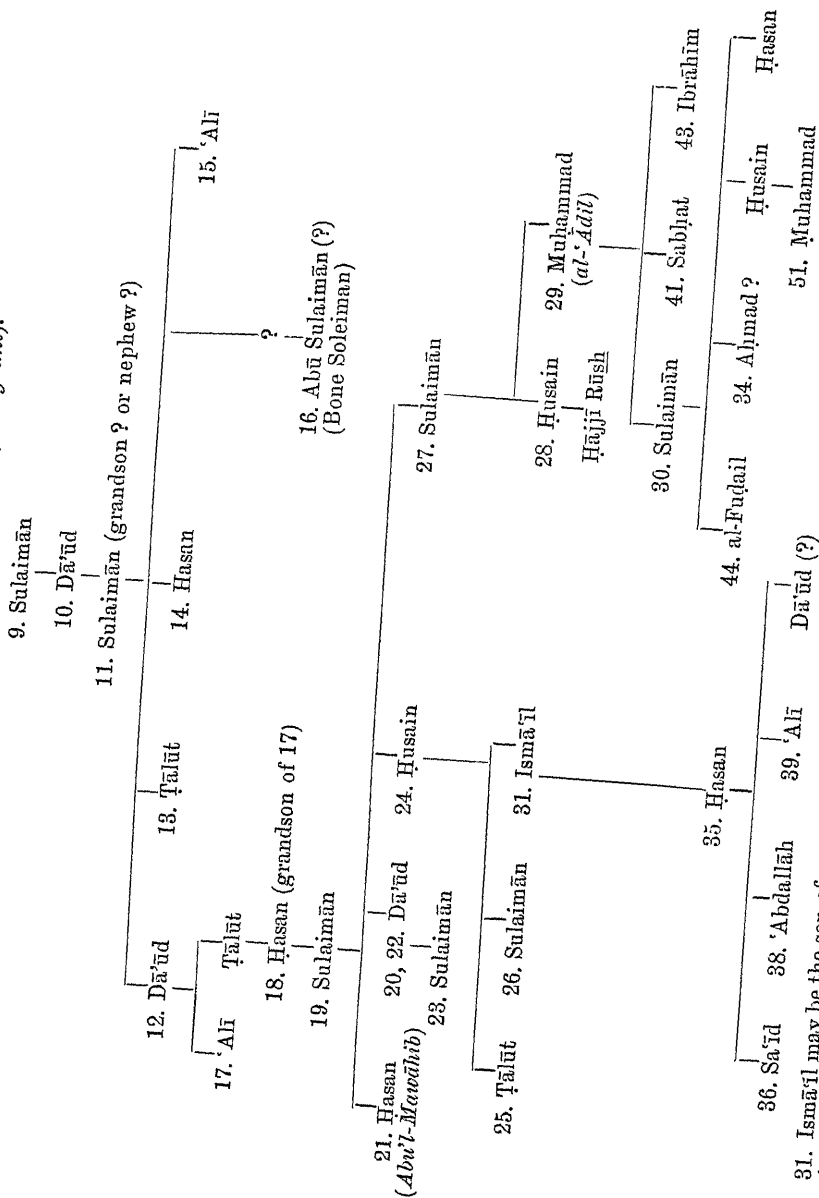 9. Sulaimān
10. Dā'ūd
11. Sulaimān (grandson ? or nephew ?)
12. Dā'ūd
13. Ṭālūt
14. Ḥasan
15. ‘Alī
?
16. Abū Sulaimān (?)
(Bone Soleiman)
17. ‘Alī
Ṭālūt
18. Ḥasan (grandson of 17)
19. Sulaimān
21. Ḥasan
(Abu’l-Mawāhib)
20, 22. Dā'ūd
24. Ḥusain
27. Sulaimān
23. Sulaimān
25. Ṭālūt
26. Sulaimān
31. Ismā‘īl
28. Ḥusain
29. Muḥammad
(al-‘Ādil)
Ḥājjī Rūsh
30. Sulaimān
41. Sabḥat
43. Ibrāhīm
35. Ḥasan
44. al-Fuḍail
34. Aḥmad ?
Ḥusain
Ḥasan
36. Sa‘īd
38. ‘Abdallāh
39. ‘Alī
Dā'ūd (?)
51. Muḥammad
31. Ismā‘īl may be the son of